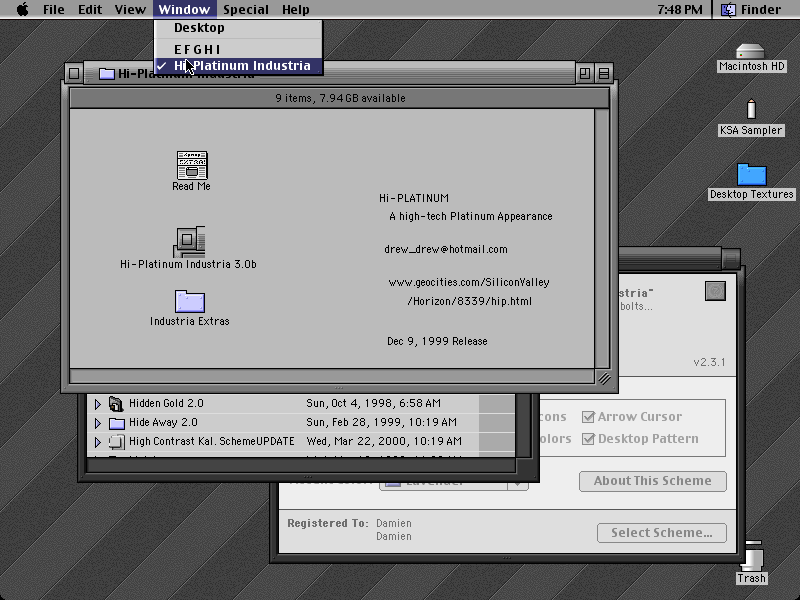 File Edit View Window Special Help 7:48 PM Finder
Desktop
E F G H I
Hi-Platinum Industria
9 items, 7.94 GB available
Read Me
Hi-Platinum Industria 3.0b
Industria Extras
Hi-PLATINUM
A high-tech Platinum Appearance
drew_drew@hotmail.com
www.geocities.com/SiliconValley
/Horizon/8339/hip.html
Dec 9, 1999 Release
Macintosh HD
KSA Sampler
Desktop Textures
stria"
bolts...
v2.3.1
Hidden Gold 2.0 Sun, Oct 4, 1998, 6:58 AM
Hide Away 2.0 Sun, Feb 28, 1999, 10:19 AM
High Contrast Kal. SchemeUPDATE Wed, Mar 22, 2000, 10:19 AM
cons Arrow Cursor
olors Desktop Pattern
Lavender
About This Scheme
Registered To: Damien
Damien
Select Scheme...
Trash